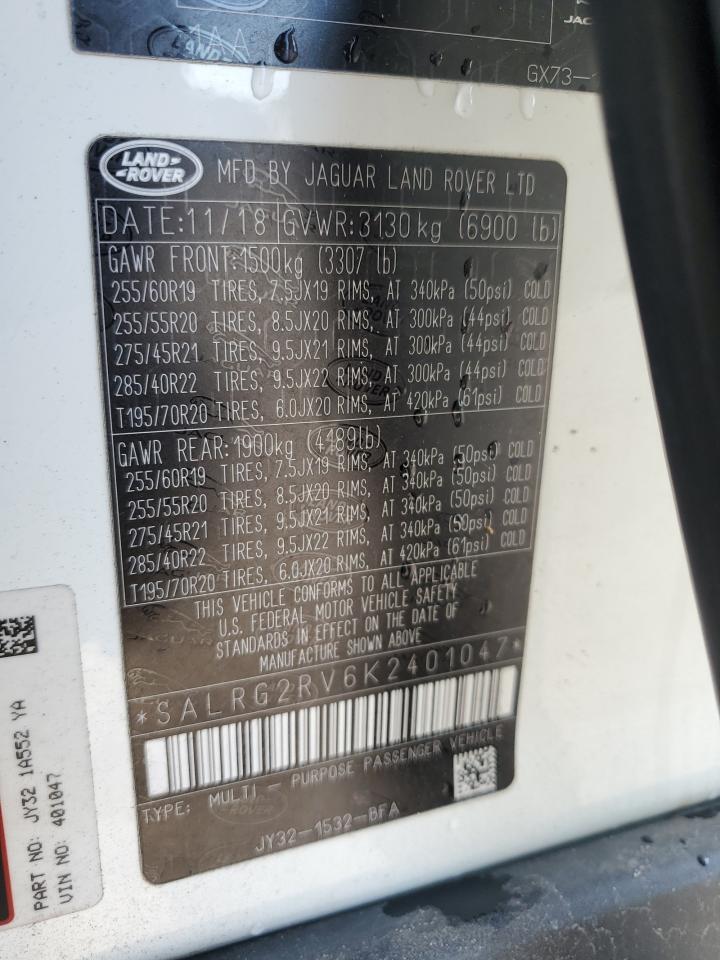 1AA
JAC
GX73-
LAND-ROVER
MFD BY JAGUAR LAND ROVER LTD
DATE:11/18 GVWR:3130kg (6900 lb)
GAWR FRONT:1500kg (3307 lb)
255/60R19 TIRES, 7.5JX19 RIMS, AT 340kPa (50psi) COLD
255/55R20 TIRES, 8.5JX20 RIMS, AT 300kPa (44psi) COLD
275/45R21 TIRES, 9.5JX21 RIMS, AT 300kPa (44psi) COLD
285/40R22 TIRES, 9.5JX22 RIMS, AT 300kPa (44psi) COLD
T195/70R20 TIRES, 6.0JX20 RIMS, AT 420kPa (61psi) COLD
GAWR REAR:1900kg (4189lb)
255/60R19 TIRES, 7.5JX19 RIMS, AT 340kPa (50psi) COLD
255/55R20 TIRES, 8.5JX20 RIMS, AT 340kPa (50psi) COLD
275/45R21 TIRES, 9.5JX21 RIMS, AT 340kPa (50psi) COLD
285/40R22 TIRES, 9.5JX22 RIMS, AT 340kPa (50psi) COLD
T195/70R20 TIRES, 6.0JX20 RIMS, AT 420kPa (61psi) COLD
THIS VEHICLE CONFORMS TO ALL APPLICABLE
U.S. FEDERAL MOTOR VEHICLE SAFETY
STANDARDS IN EFFECT ON THE DATE OF
MANUFACTURE SHOWN ABOVE
*SALRG2RV6K2401047*
TYPE: MULTI - PURPOSE PASSENGER VEHICLE
JY32-1532-BFA
PART NO: JY32 1A552 YA
VIN NO: 401047